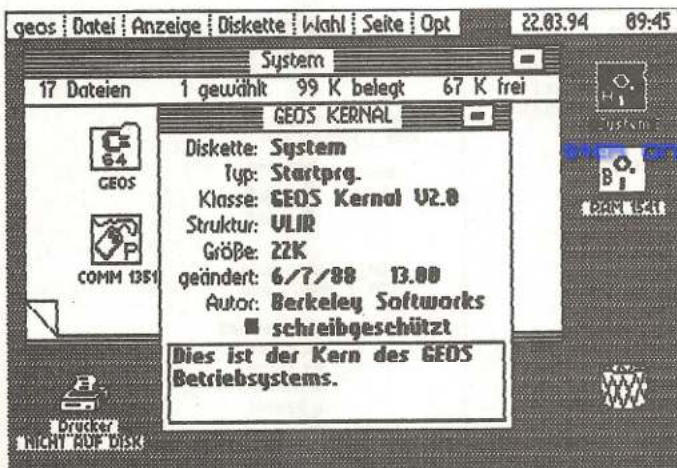 geos Datei Anzeige Diskette Wahl Seite Opt 22.03.94 09:45
System
17 Dateien 1 gewählt 99 K belegt 67 K frei
GEOS KERNAL
Diskette: System
Typ: Startprg.
Klasse: GEOS Kernal V2.0
Struktur: VLIR
Größe: 22K
geändert: 6/7/88 13.00
Autor: Berkeley Softworks
schreibgeschützt
Dies ist der Kern des GEOS
Betriebsystems.
64
GEOS
P
COMM 1351
System
B
RAM 1541
Drucker
NICHT AUF DISK